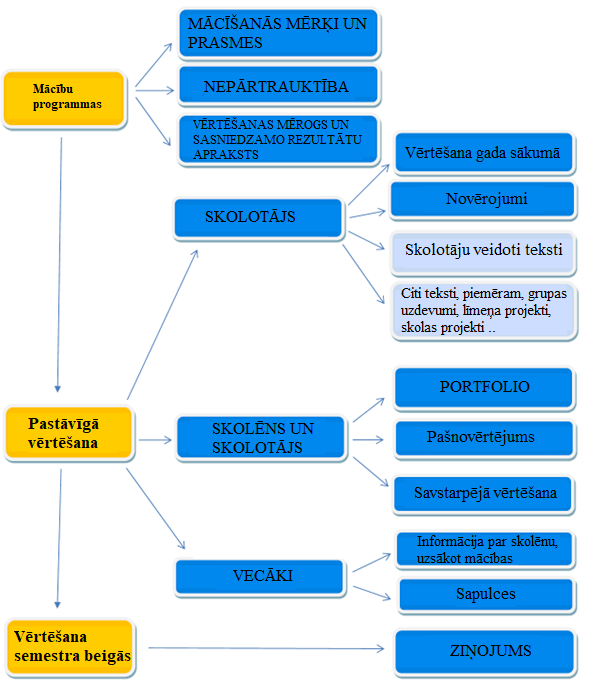 MĀCĪŠANĀS MĒRĶI UN
PRASMES
Mācību
programmas
NEPĀRTRAUKTĪBA
VĒRTĒŠANAS MĒROGS UN
SASNIEDZAMO REZULTĀTU
APRAKSTS
Vērtēšana gada sākumā
SKOLOTĀJS
Novērojumi
Skolotāju veidoti teksti
Citi teksti, piemēram, grupas
uzdevumi, līmeņa projekti,
skolas projekti ..
Pastāvīgā
vērtēšana
SKOLĒNS UN
SKOLOTĀJS
PORTFOLIO
Pašnovērtējums
Savstarpējā vērtēšana
VECĀKI
Informācija par skolēnu,
uzsākot mācības
Sapulces
Vērtēšana
semestra beigās
ZIŅOJUMS